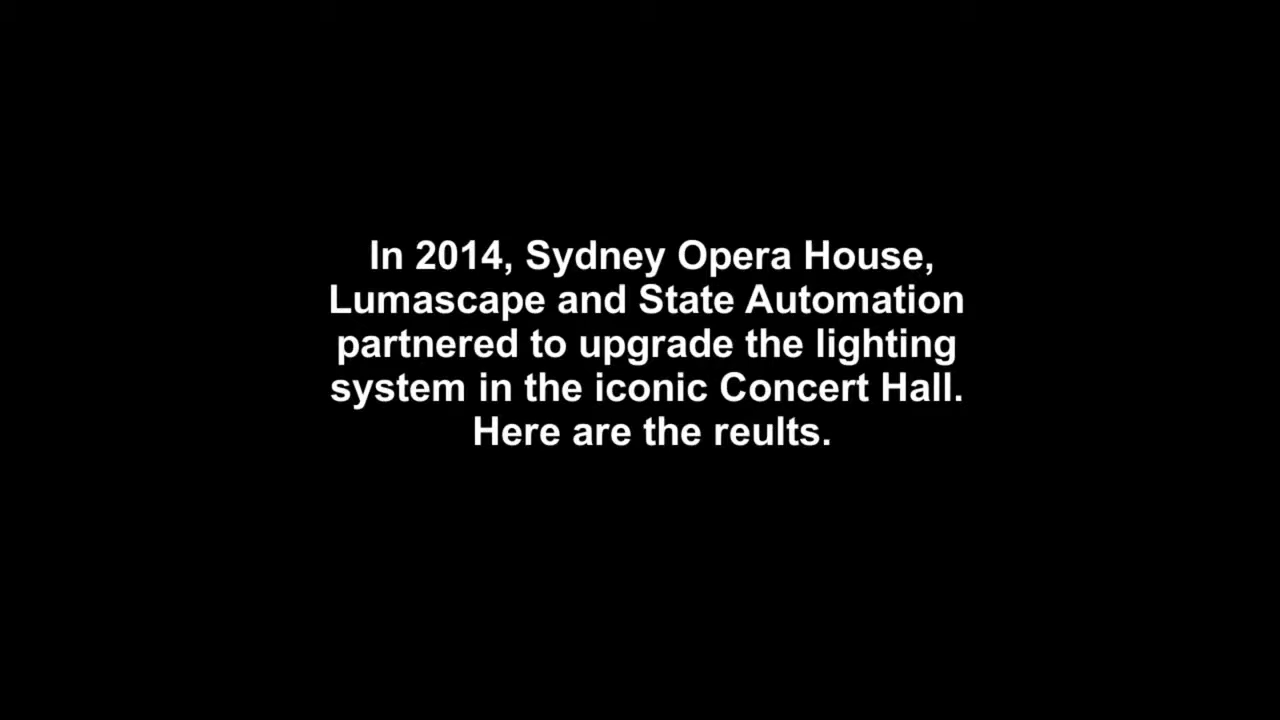 In 2014, Sydney Opera House,
Lumascape and State Automation
partnered to upgrade the lighting
system in the iconic Concert Hall.
Here are the reults.